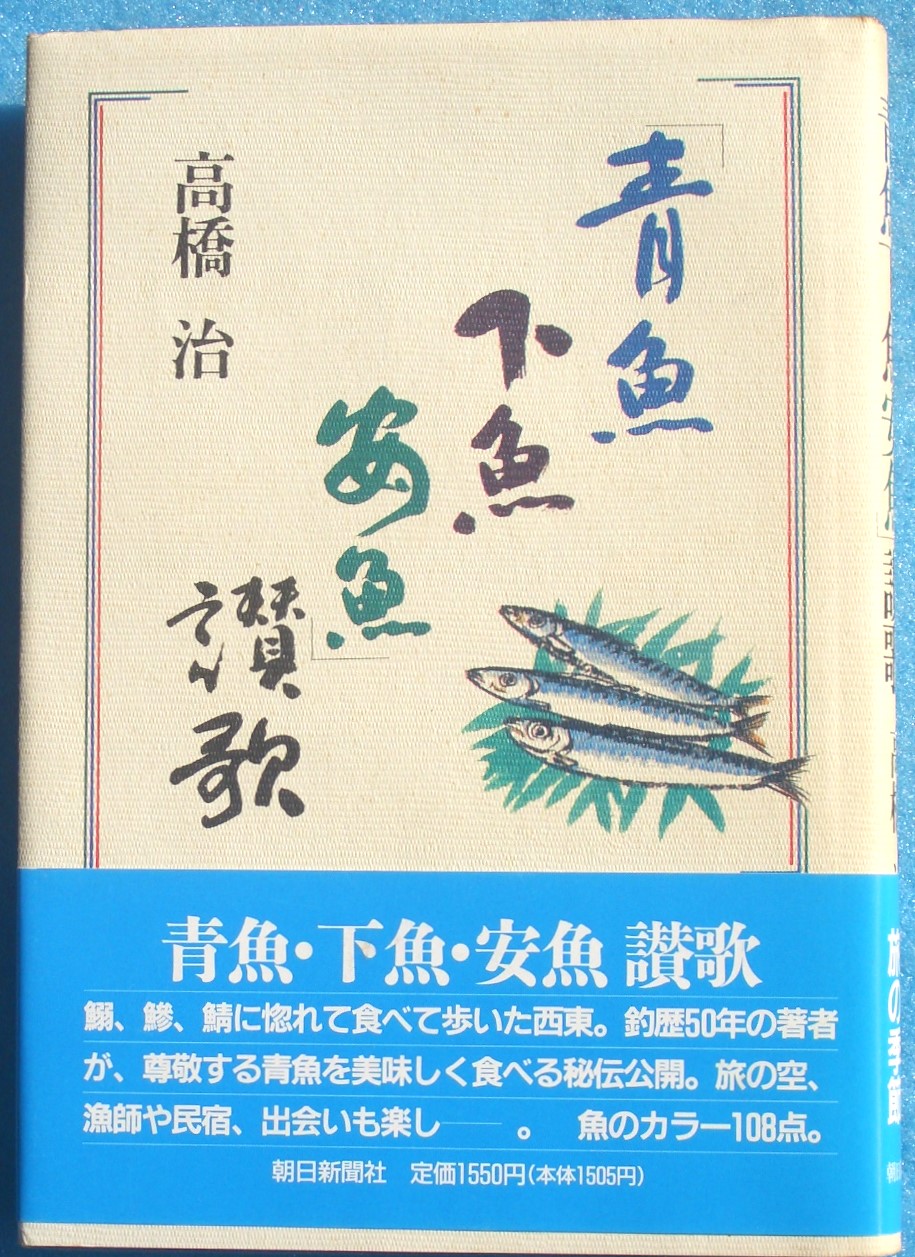 「青魚
下魚
安魚」
讃歌
高橋 治
青魚・下魚・安魚 讃歌
鰯、鯵、鯖に惚れて食べて歩いた西東。釣歴50年の著者
が、尊敬する青魚を美味しく食べる秘伝公開。旅の空、
漁師や民宿、出会いも楽し──。 魚のカラー108点。
朝日新聞社 定価1550円(本体1505円)